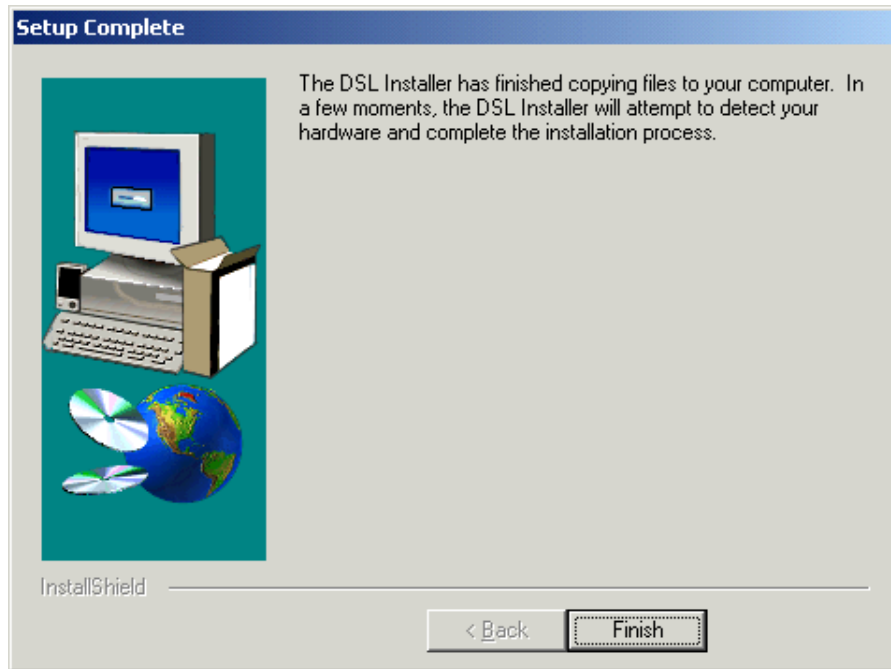 Setup Complete
The DSL Installer has finished copying files to your computer.  In
a few moments, the DSL Installer will attempt to detect your
hardware and complete the installation process.
InstallShield
< Back
Finish